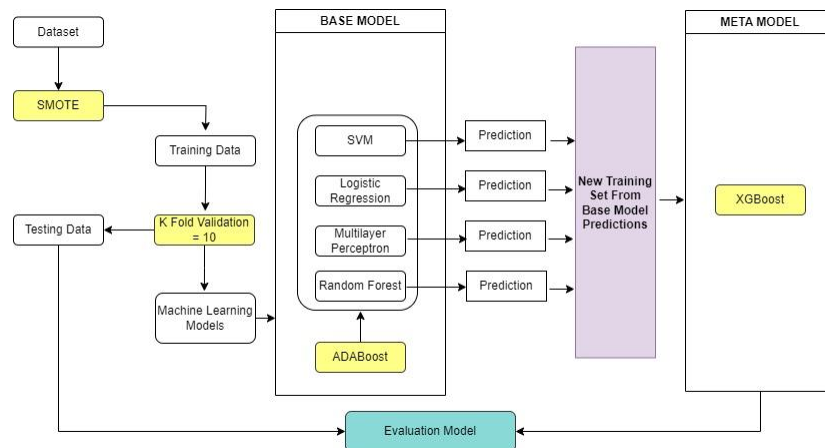 BASE MODEL
META MODEL
Dataset
SMOTE
Training Data
K Fold Validation
= 10
Testing Data
Machine Learning
Models
SVM
Logistic
Regression
Multilayer
Perceptron
Random Forest
ADABoost
Prediction
Prediction
Prediction
Prediction
New Training
Set From
Base Model
Predictions
XGBoost
Evaluation Model